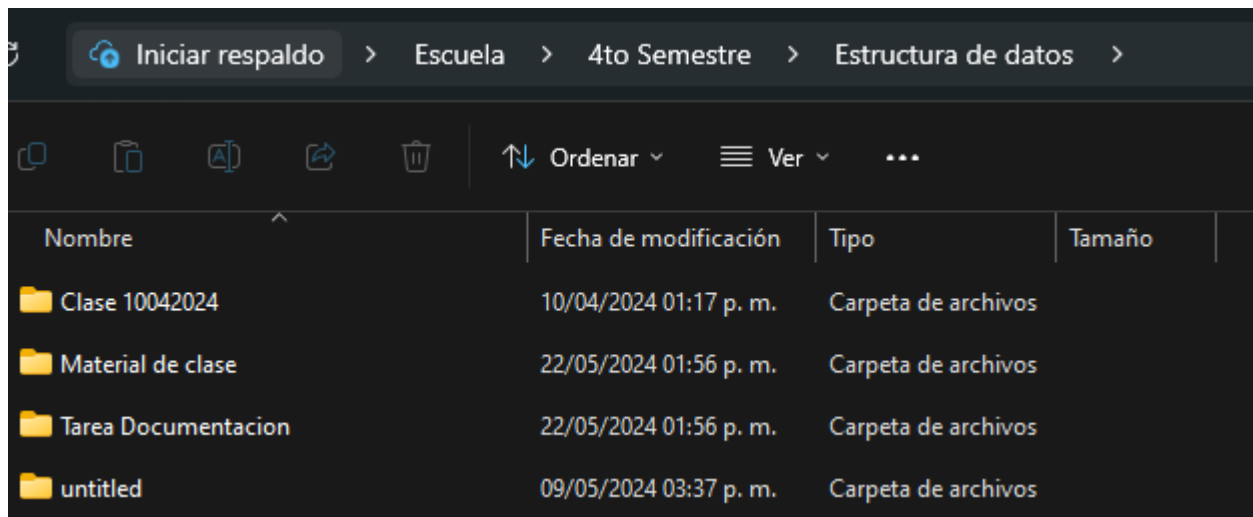 Iniciar respaldo > Escuela > 4to Semestre > Estructura de datos >
Ordenar Ver ...
Nombre Fecha de modificación Tipo Tamaño
Clase 10042024 10/04/2024 01:17 p. m. Carpeta de archivos
Material de clase 22/05/2024 01:56 p. m. Carpeta de archivos
Tarea Documentacion 22/05/2024 01:56 p. m. Carpeta de archivos
untitled 09/05/2024 03:37 p. m. Carpeta de archivos